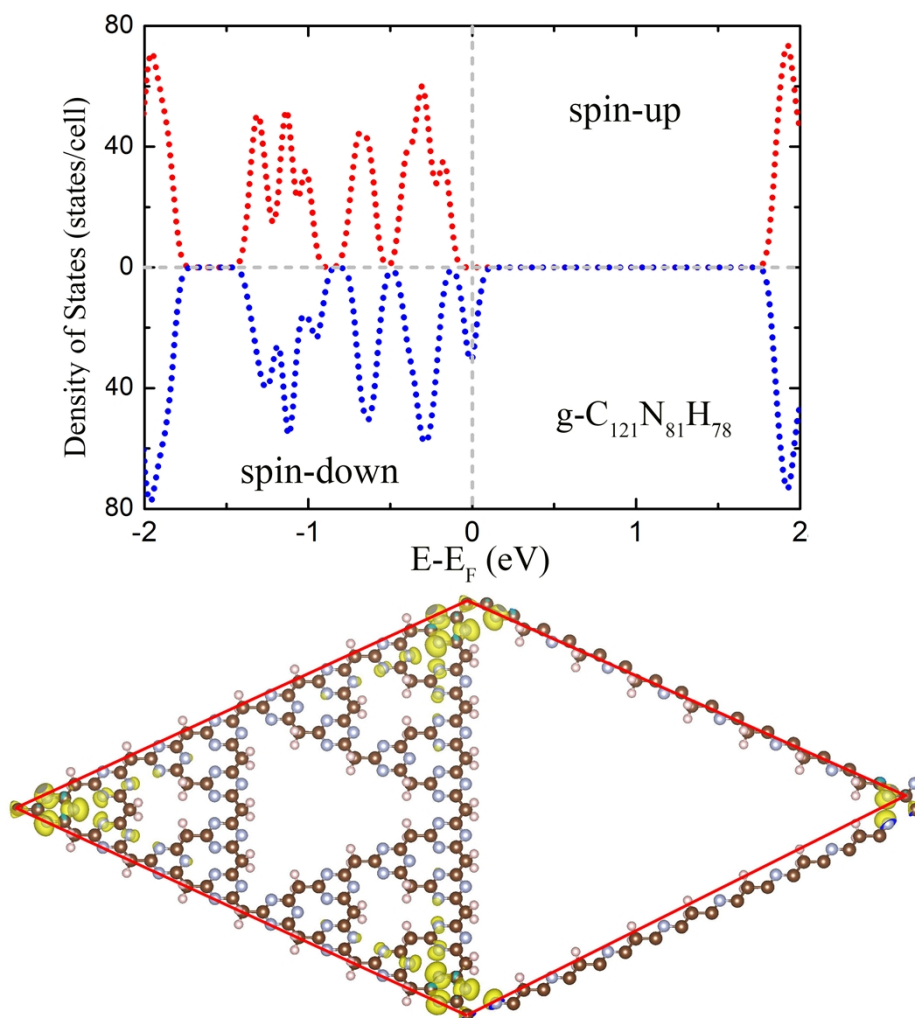 80
spin-up
40
Density of States (states/cell)
0
40
g-C₁₂₁N₈₁H₇₈
spin-down
80
-2 -1 0 1 2
E-E_F (eV)